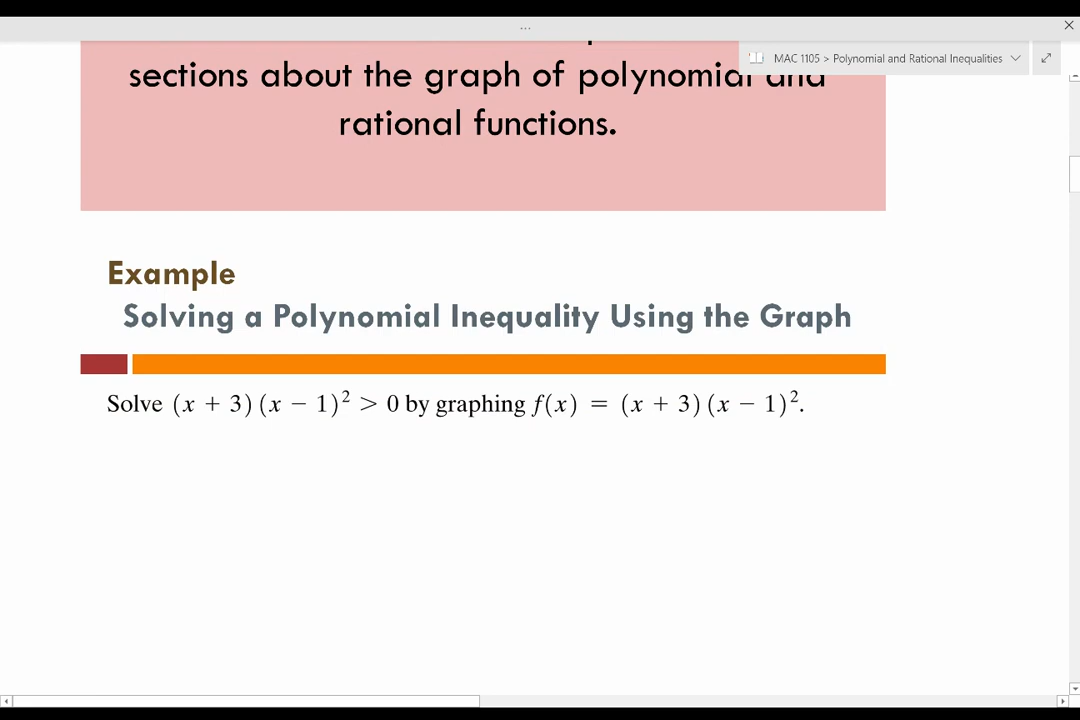 MAC 1105 > Polynomial and Rational Inequalities
sections about the graph of polynomial and
rational functions.
Example
Solving a Polynomial Inequality Using the Graph
Solve (x + 3)(x − 1)² > 0 by graphing f(x) = (x + 3)(x − 1)².